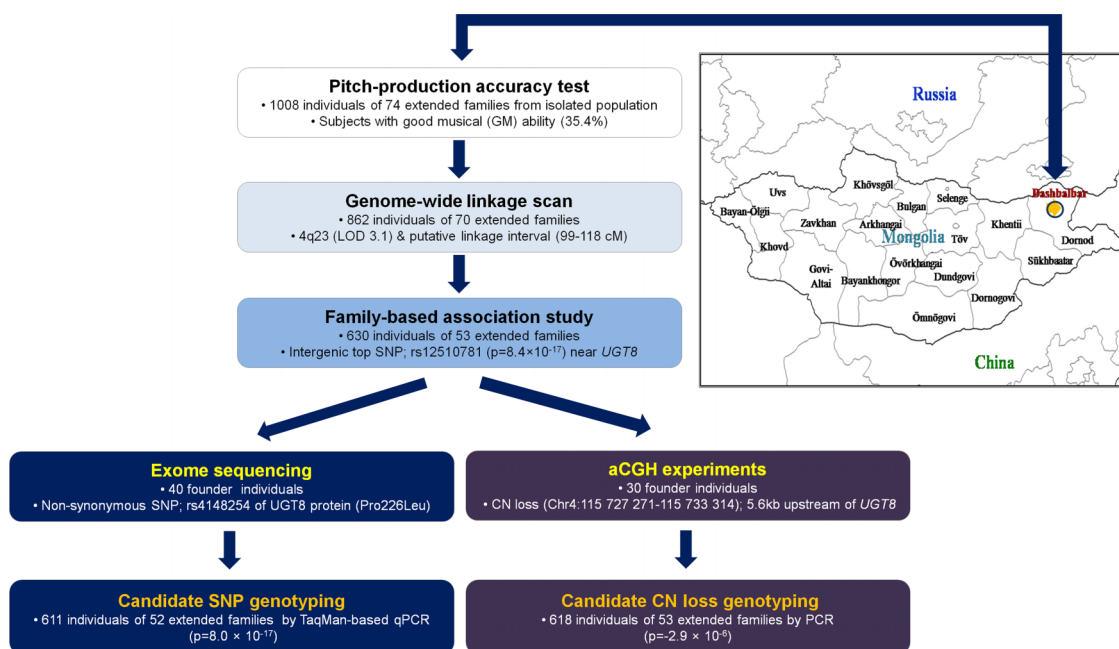 Pitch-production accuracy test
• 1008 individuals of 74 extended families from isolated population
• Subjects with good musical (GM) ability (35.4%)
Genome-wide linkage scan
• 862 individuals of 70 extended families
• 4q23 (LOD 3.1) & putative linkage interval (99-118 cM)
Family-based association study
• 630 individuals of 53 extended families
• Intergenic top SNP; rs12510781 (p=8.4×10⁻¹⁷) near UGT8
Russia
Dashbalbar
Khövsgöl
Uvs
Selenge
Bulgan
Bayan-Ölgii
Zavkhan
Arkhangai
Khentii
Mongolia
Töv
Dornod
Khovd
Övörkhangai
Sükhbaatar
Govi-
Altai
Bayankhongor
Dundgovi
Dornogovi
Ömnögovi
China
Exome sequencing
• 40 founder individuals
• Non-synonymous SNP; rs4148254 of UGT8 protein (Pro226Leu)
aCGH experiments
• 30 founder individuals
• CN loss (Chr4:115 727 271-115 733 314); 5.6kb upstream of UGT8
Candidate SNP genotyping
• 611 individuals of 52 extended families by TaqMan-based qPCR
(p=8.0 × 10⁻¹⁷)
Candidate CN loss genotyping
• 618 individuals of 53 extended families by PCR
(p=-2.9 × 10⁻⁶)